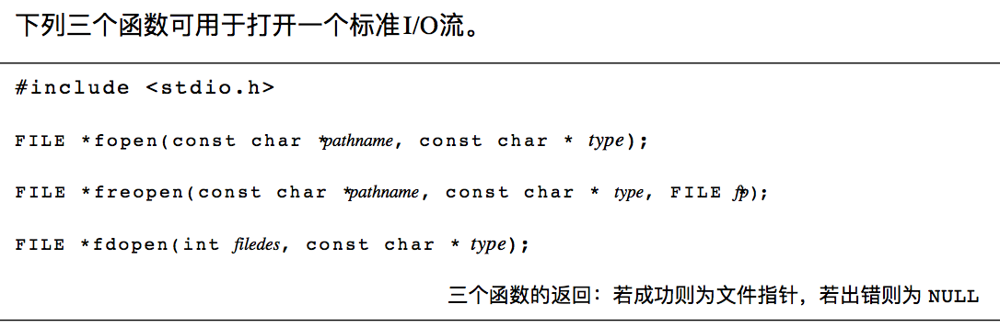 下列三个函数可用于打开一个标准I/O流。
#include <stdio.h>
FILE *fopen(const char *pathname, const char * type);
FILE *freopen(const char *pathname, const char * type, FILE *fp);
FILE *fdopen(int filedes, const char * type);
三个函数的返回：若成功则为文件指针，若出错则为 NULL